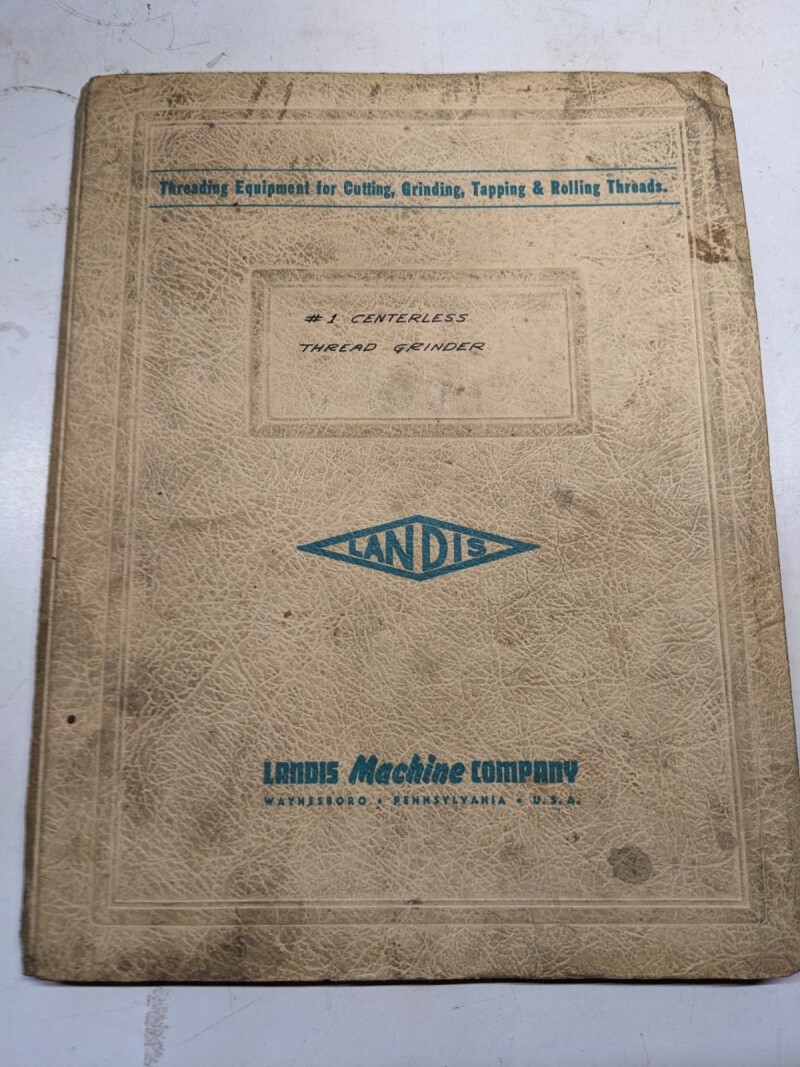 Threading Equipment for Cutting, Grinding, Tapping & Rolling Threads.
#1 CENTERLESS
THREAD GRINDER
LANDIS
LANDIS Machine COMPANY
WAYNESBORO • PENNSYLVANIA • U.S.A.